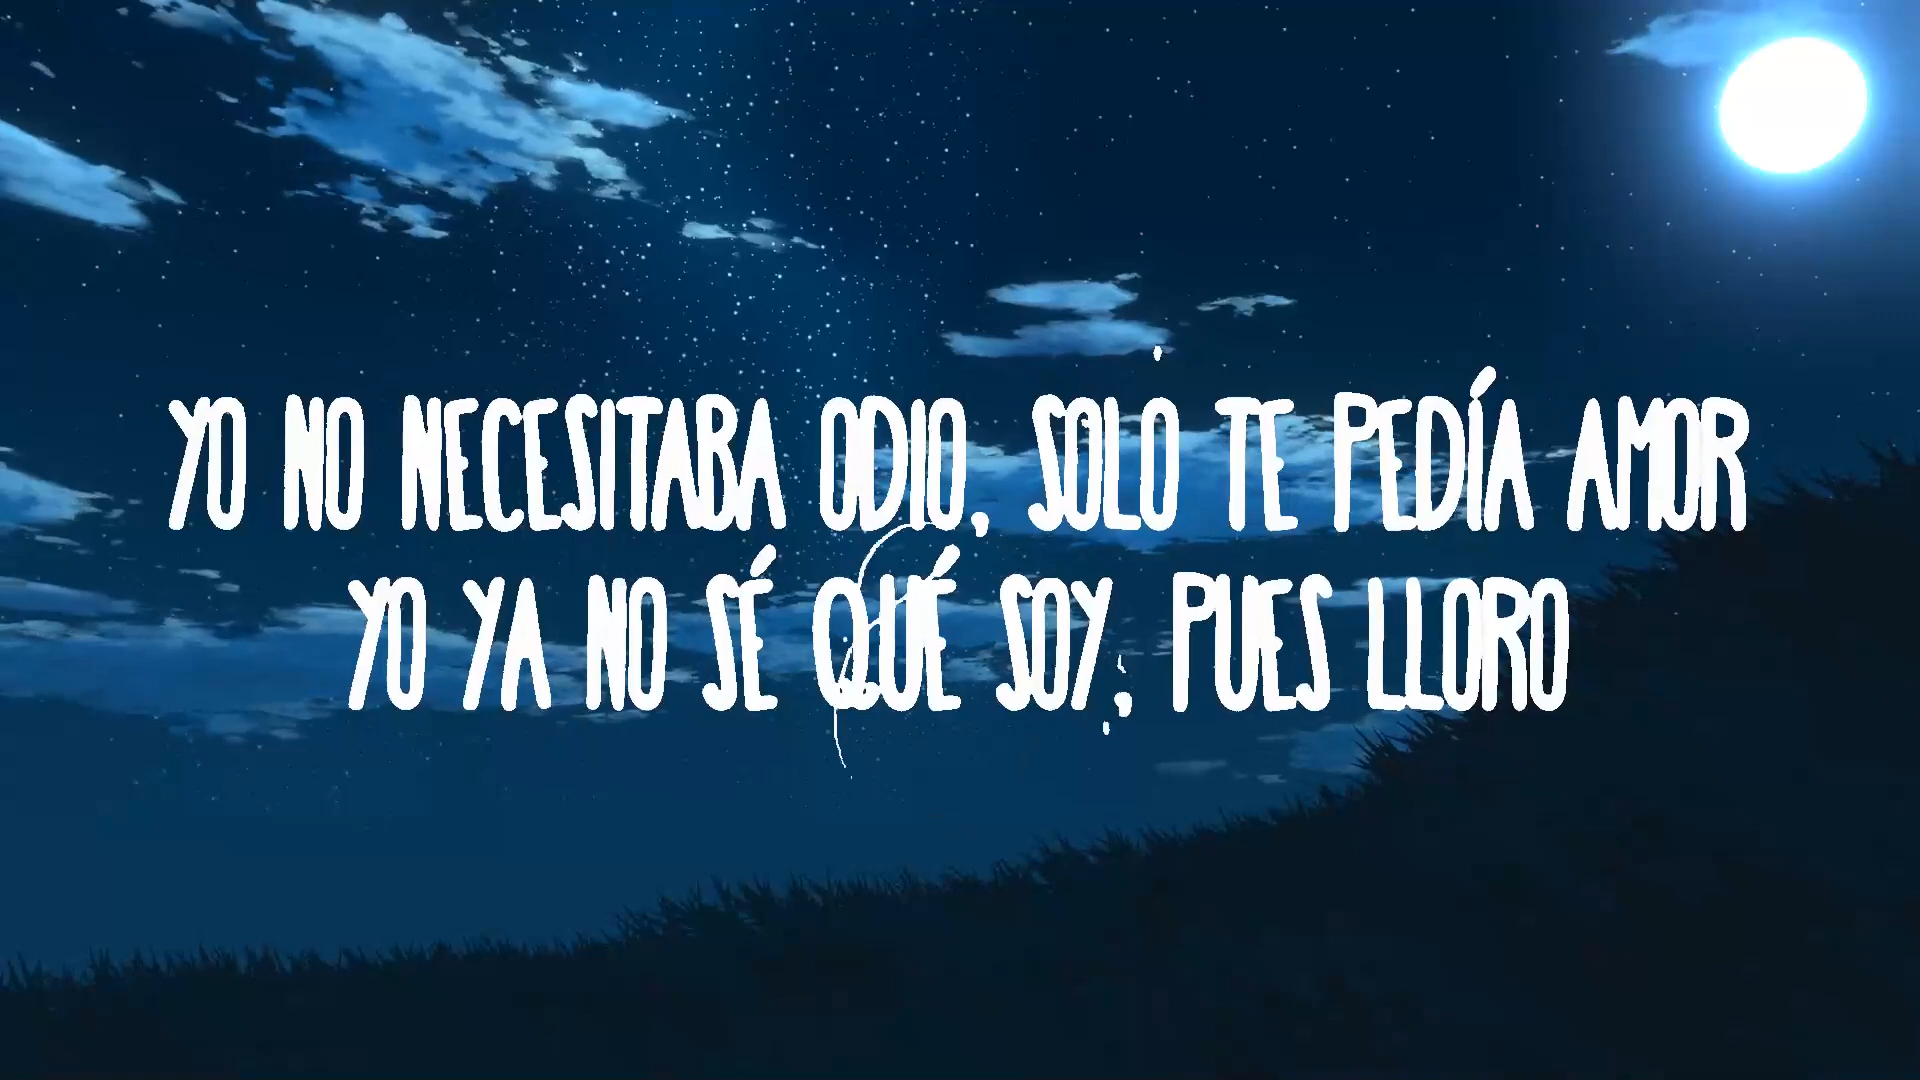 YO NO NECESITABA ODIO, SOLO TE PEDÍA AMOR
YO YA NO SÉ QUÉ SOY, PUES LLORO